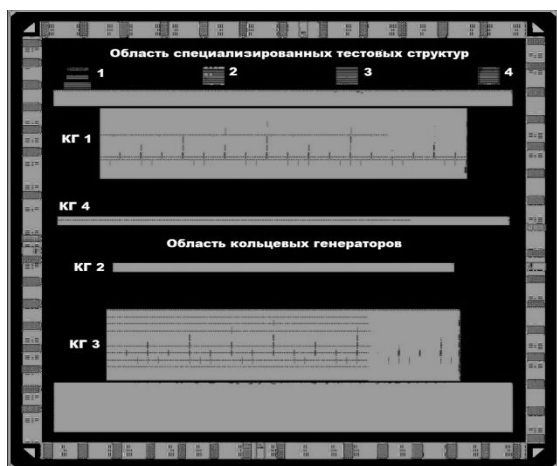 Область специализированных тестовых структур
1 2 3 4
КГ 1
КГ 4
Область кольцевых генераторов
КГ 2
КГ 3